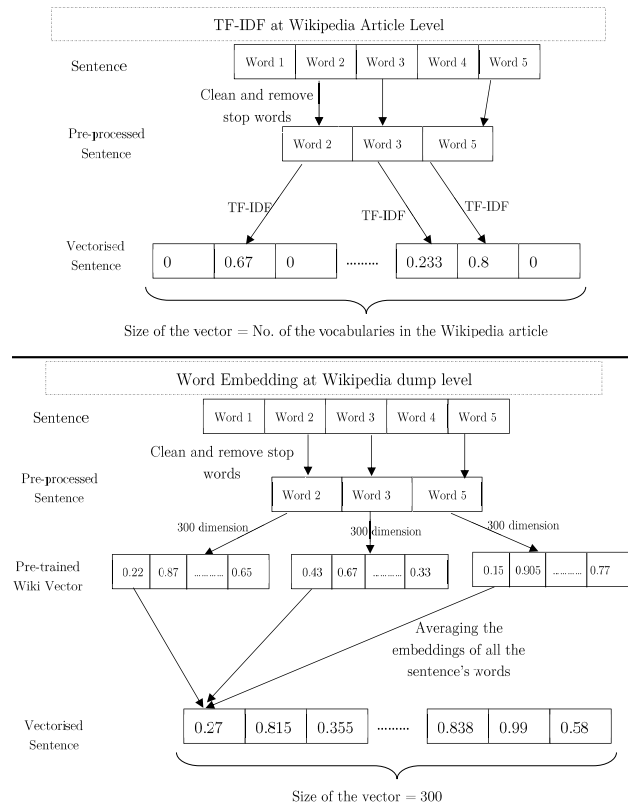 TF-IDF at Wikipedia Article Level
Sentence
Word 1 Word 2 Word 3 Word 4 Word 5
Clean and remove
stop words
Pre-processed
Sentence
Word 2 Word 3 Word 5
TF-IDF TF-IDF TF-IDF
Vectorised
Sentence
0 0.67 0 ......... 0.233 0.8 0
Size of the vector = No. of the vocabularies in the Wikipedia article
Word Embedding at Wikipedia dump level
Sentence
Word 1 Word 2 Word 3 Word 4 Word 5
Clean and remove stop
words
Pre-processed
Sentence
Word 2 Word 3 Word 5
300 dimension 300 dimension 300 dimension
Pre-trained
Wiki Vector
0.22 0.87 ............ 0.65
0.43 0.67 ............ 0.33
0.15 0.905 ............ 0.77
Averaging the
embeddings of all the
sentence's words
Vectorised
Sentence
0.27 0.815 0.355 ......... 0.838 0.99 0.58
Size of the vector = 300